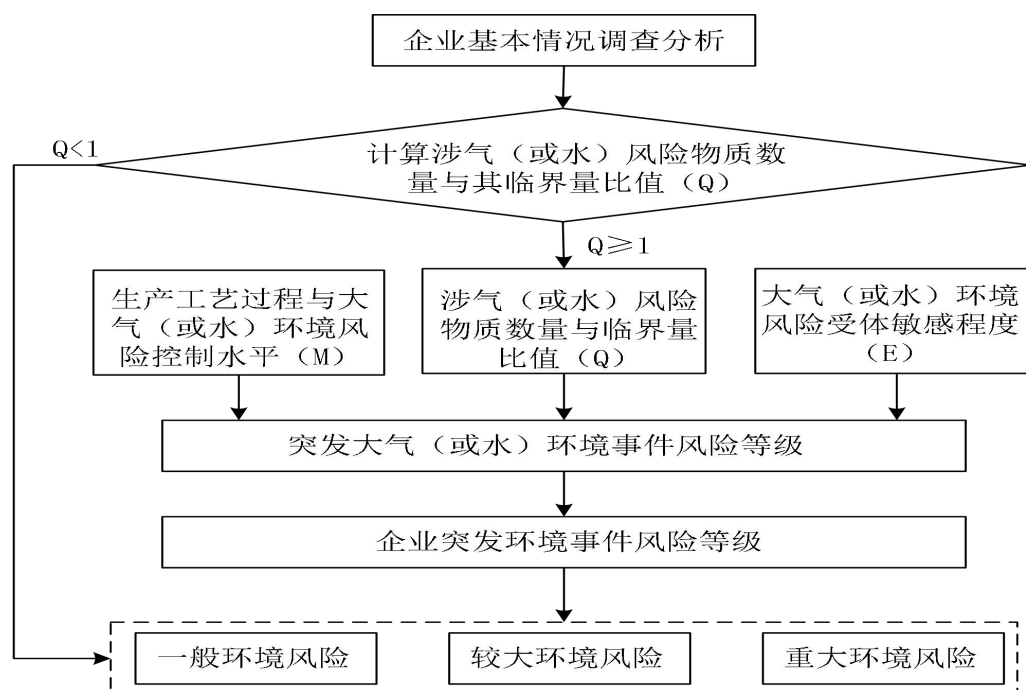 企业基本情况调查分析
Q<1
计算涉气（或水）风险物质数
量与其临界量比值（Q）
Q≥1
生产工艺过程与大
气（或水）环境风
险控制水平（M）
涉气（或水）风险
物质数量与临界量
比值（Q）
大气（或水）环境
风险受体敏感程度
（E）
突发大气（或水）环境事件风险等级
企业突发环境事件风险等级
一般环境风险
较大环境风险
重大环境风险